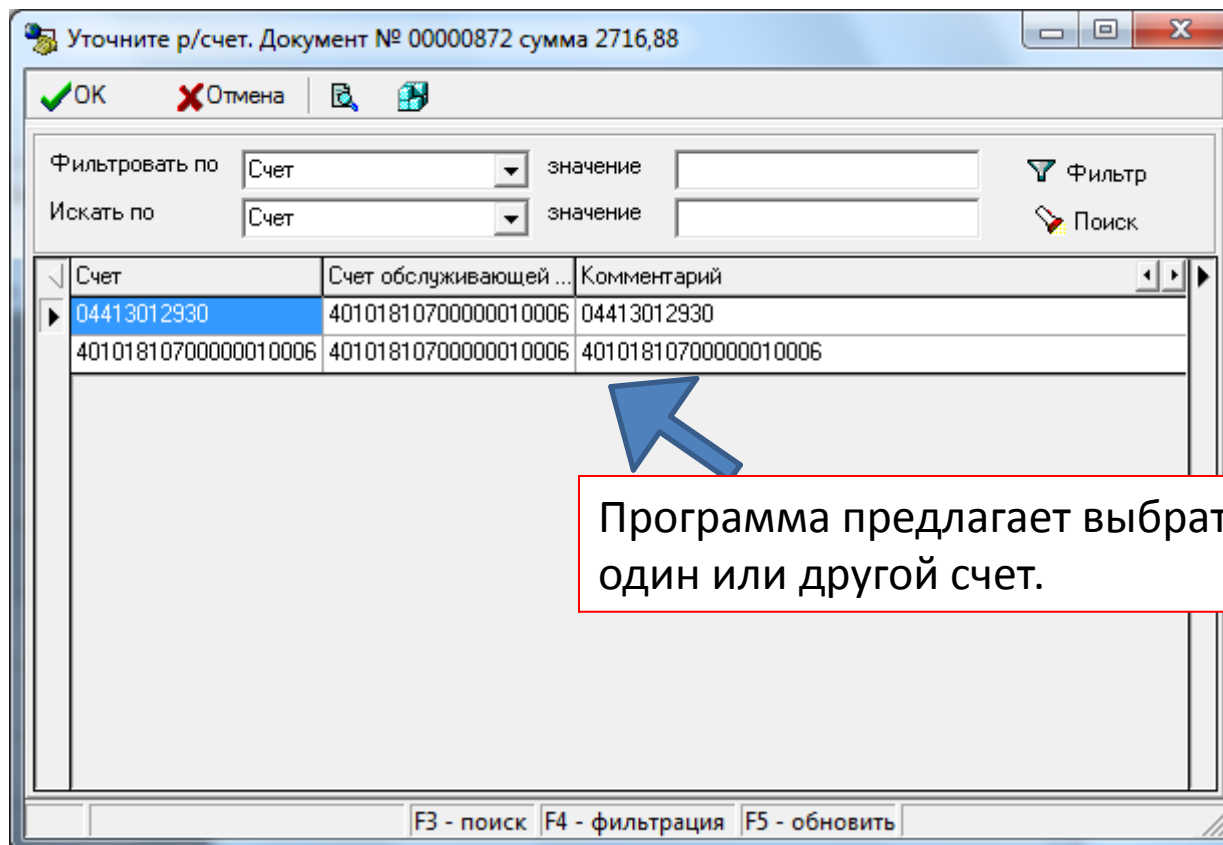 Уточните р/счет. Документ № 00000872 сумма 2716,88
OK Отмена
Фильтровать по Счет значение Фильтр
Искать по Счет значение Поиск
Счет Счет обслуживающей ... Комментарий
04413012930 40101810700000010006 04413012930
40101810700000010006 40101810700000010006 40101810700000010006
Программа предлагает выбрат
один или другой счет.
F3 - поиск F4 - фильтрация F5 - обновить